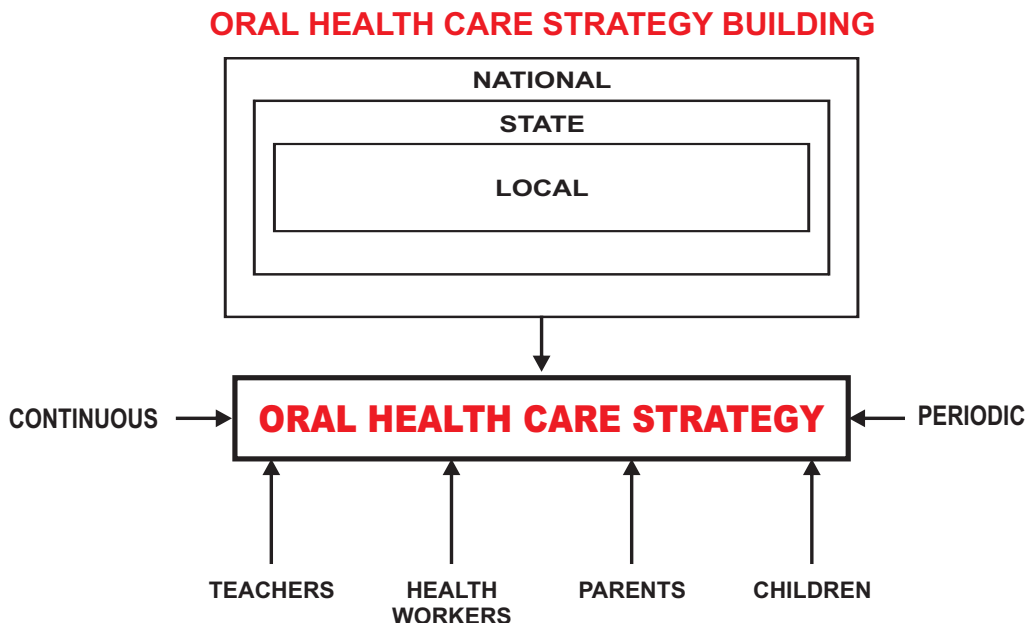 ORAL HEALTH CARE STRATEGY BUILDING
NATIONAL
STATE
LOCAL
CONTINUOUS
ORAL HEALTH CARE STRATEGY
PERIODIC
TEACHERS
HEALTH
WORKERS
PARENTS
CHILDREN